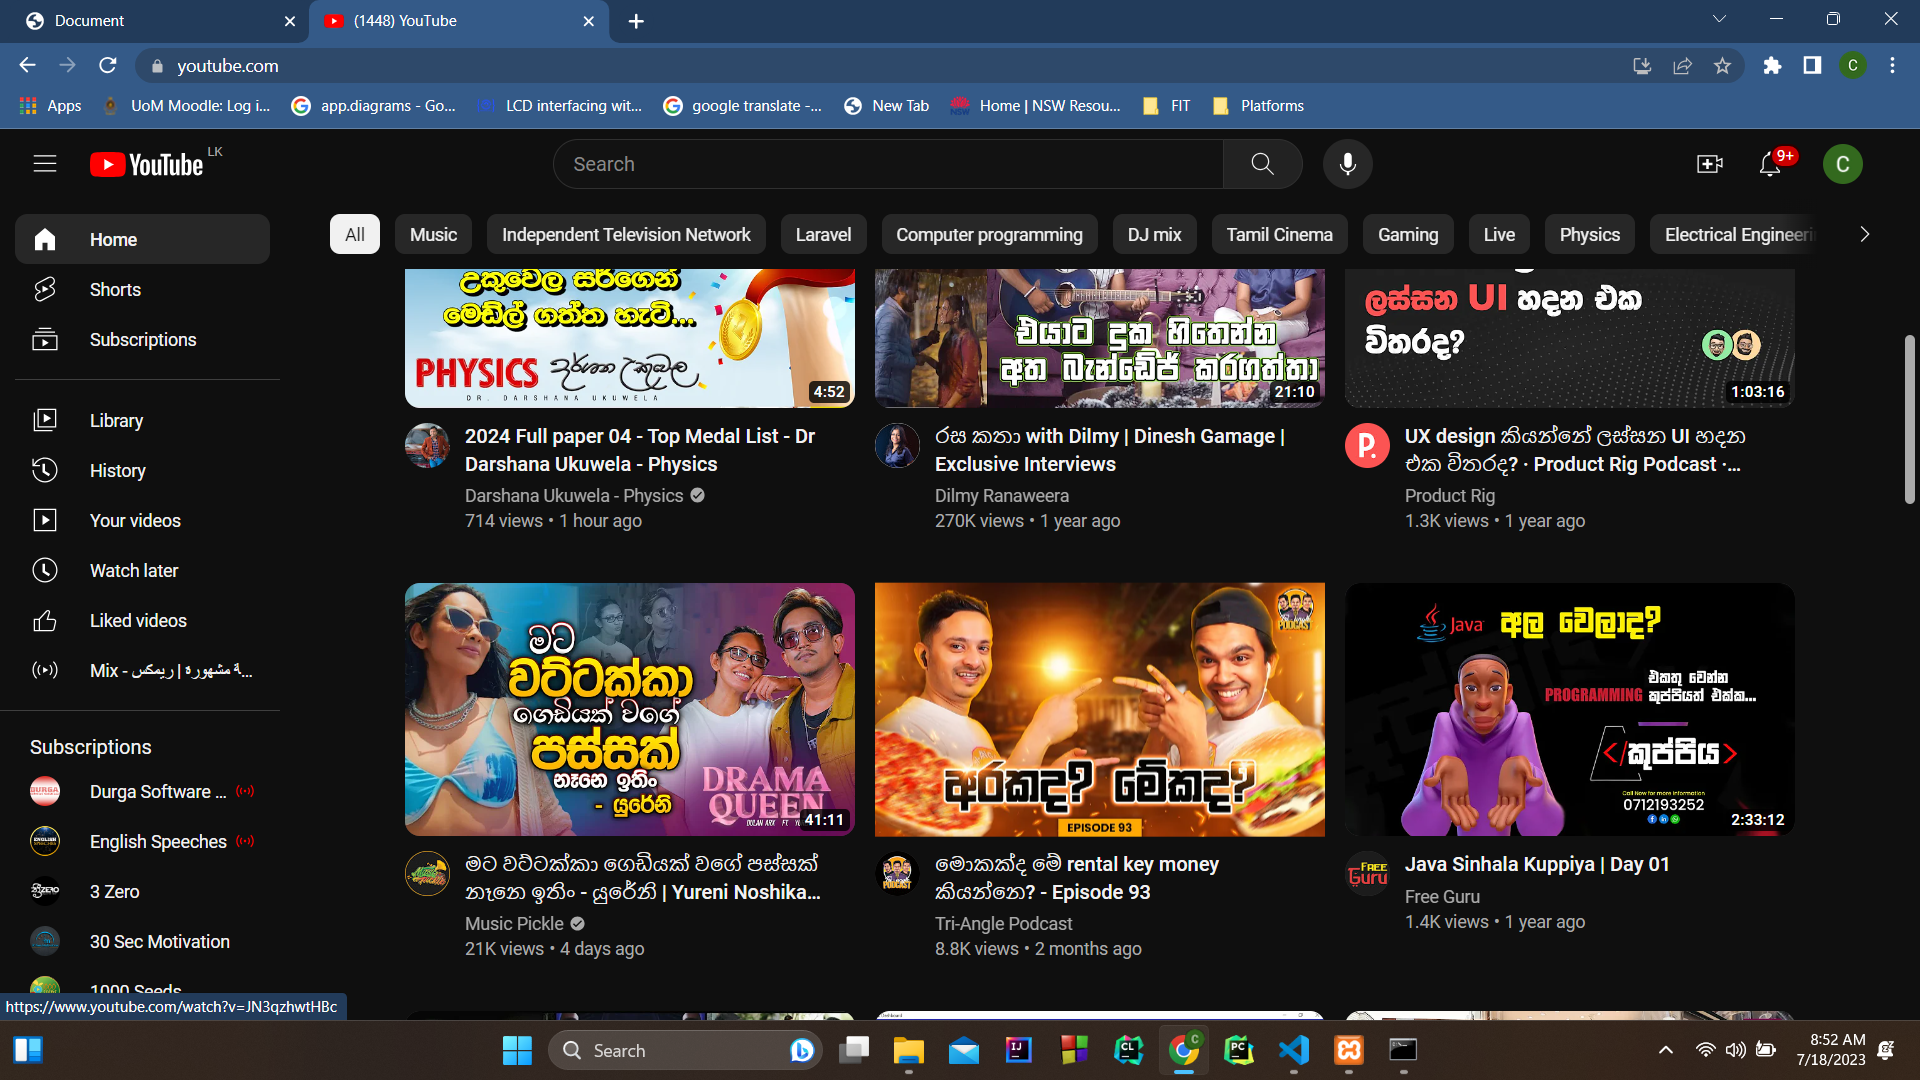 Document
(1448) YouTube
youtube.com
Apps
UoM Moodle: Log i...
app.diagrams - Go...
LCD interfacing wit...
google translate -...
New Tab
Home | NSW Resou...
FIT
Platforms
YouTube LK
Search
9+
C
Home
Shorts
Subscriptions
Library
History
Your videos
Watch later
Liked videos
Mix - ة مشهورة | ريمكس...
Subscriptions
Durga Software ...
English Speeches
3 Zero
30 Sec Motivation
1000 Seeds
https://www.youtube.com/watch?v=JN3qzhwtHBc
All
Music
Independent Television Network
Laravel
Computer programming
DJ mix
Tamil Cinema
Gaming
Live
Physics
Electrical Engineeri
උකුවෙල සර්ගෙන්
මෙඩල් ගත්ත හැටි...
PHYSICS
DR. DARSHANA UKUWELA
4:52
2024 Full paper 04 - Top Medal List - Dr
Darshana Ukuwela - Physics
Darshana Ukuwela - Physics
714 views • 1 hour ago
එයාට දුක හිතෙන්න
අත බැන්ඩේජ් කරගත්තා
21:10
රස කතා with Dilmy | Dinesh Gamage |
Exclusive Interviews
Dilmy Ranaweera
270K views • 1 year ago
ලස්සන UI හදන එක
විතරද?
1:03:16
P.
UX design කියන්නේ ලස්සන UI හදන
එක විතරද? · Product Rig Podcast ·...
Product Rig
1.3K views • 1 year ago
මට
වට්ටක්කා
ගෙඩියක් වගේ
පස්සක්
නෑනෙ ඉතිං
- යුරේනි
DRAMA
QUEEN
41:11
මට වට්ටක්කා ගෙඩියක් වගේ පස්සක්
නෑනෙ ඉතිං - යුරේනි | Yureni Noshika...
Music Pickle
21K views • 4 days ago
PODCAST
අරකද? මේකද?
EPISODE 93
මොකක්ද මේ rental key money
කියන්නෙ? - Episode 93
Tri-Angle Podcast
8.8K views • 2 months ago
Java අල වෙලාද?
එකතු වෙන්න
PROGRAMMING කුප්පියත් එක්ක...
</කුප්පිය>
Call Now for more information
0712193252
2:33:12
FREE
Guru
Java Sinhala Kuppiya | Day 01
Free Guru
1.4K views • 1 year ago
Search
8:52 AM
7/18/2023